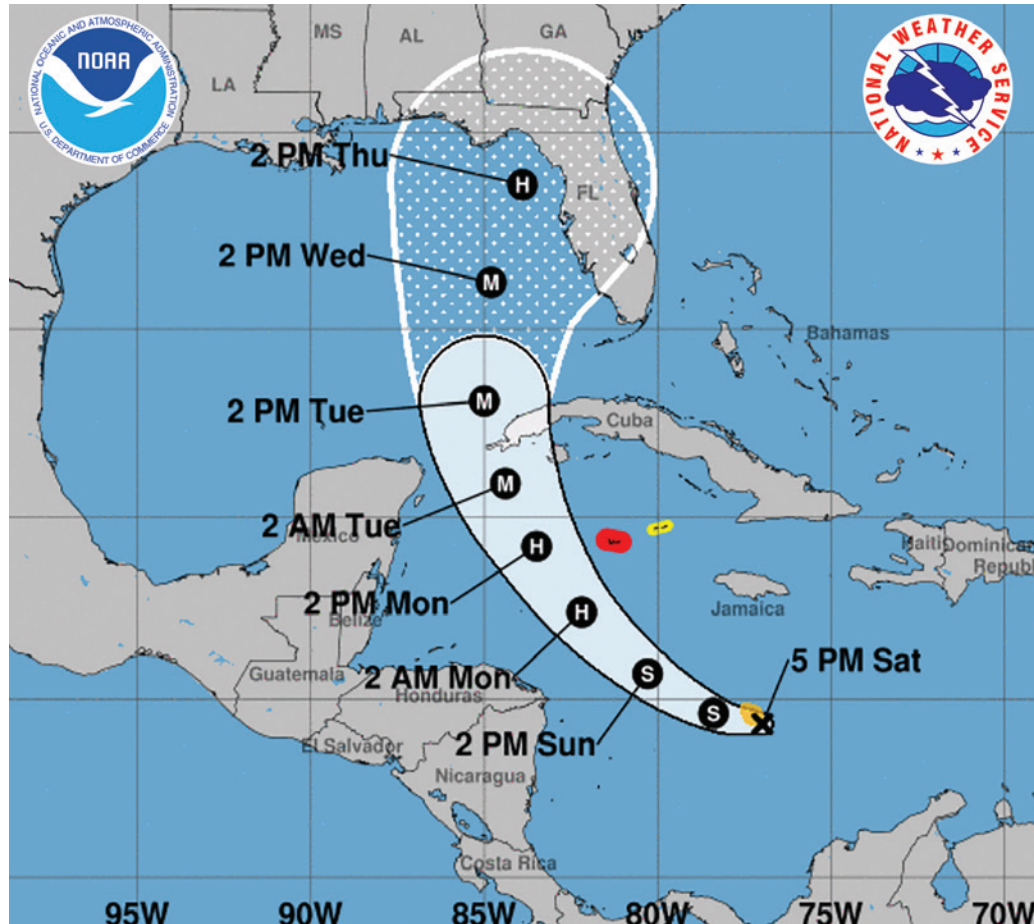 NATIONAL OCEANIC AND ATMOSPHERIC ADMINISTRATION
NOAA
U.S. DEPARTMENT OF COMMERCE
NATIONAL WEATHER SERVICE
MS
AL
GA
LA
2 PM Thu
H
FL
2 PM Wed
M
Bahamas
2 PM Tue
M
Cuba
M
2 AM Tue
Mexico
H
Haiti
Dominican
Republ
2 PM Mon
Belize
H
Jamaica
Guatemala
2 AM Mon
Honduras
S
5 PM Sat
S
X
El Salvador
2 PM Sun
Nicaragua
Costa Rica
95W 90W 85W 80W 75W 70W